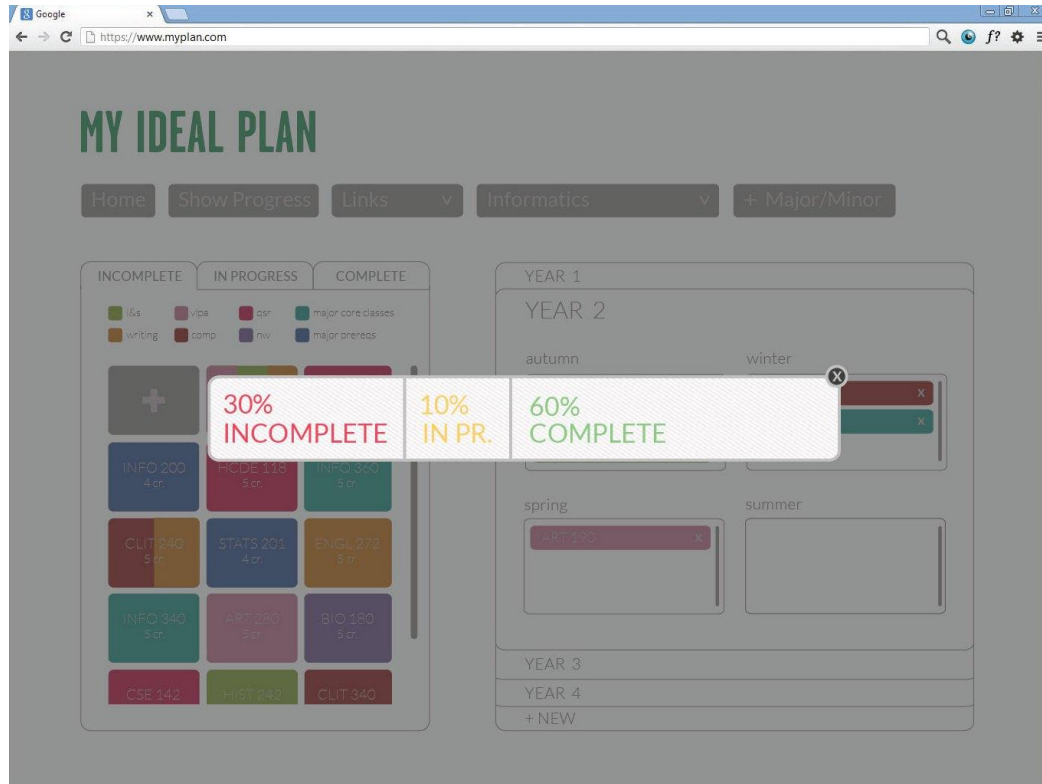 Google
https://www.myplan.com
f?
MY IDEAL PLAN
Home Show Progress Links v Informatics v + Major/Minor
INCOMPLETE IN PROGRESS COMPLETE
YEAR 1
YEAR 2
vlpa qsr major core classes
writing comp nw major prereqs
autumn winter
X
30% 10% 60%
INCOMPLETE IN PR. COMPLETE
x
x
INFO 200 HCDE 118 INFO 360
4 cr. 5 cr. 5 cr.
spring summer
ART 190 x
CLIT 240 STATS 201 ENGL 272
5 cr. 4 cr. 5 cr.
INFO 340 ART 280 BIO 180
5 cr. 5 cr. 5 cr.
CSE 142 HIST 242 CLIT 340
YEAR 3
YEAR 4
+ NEW